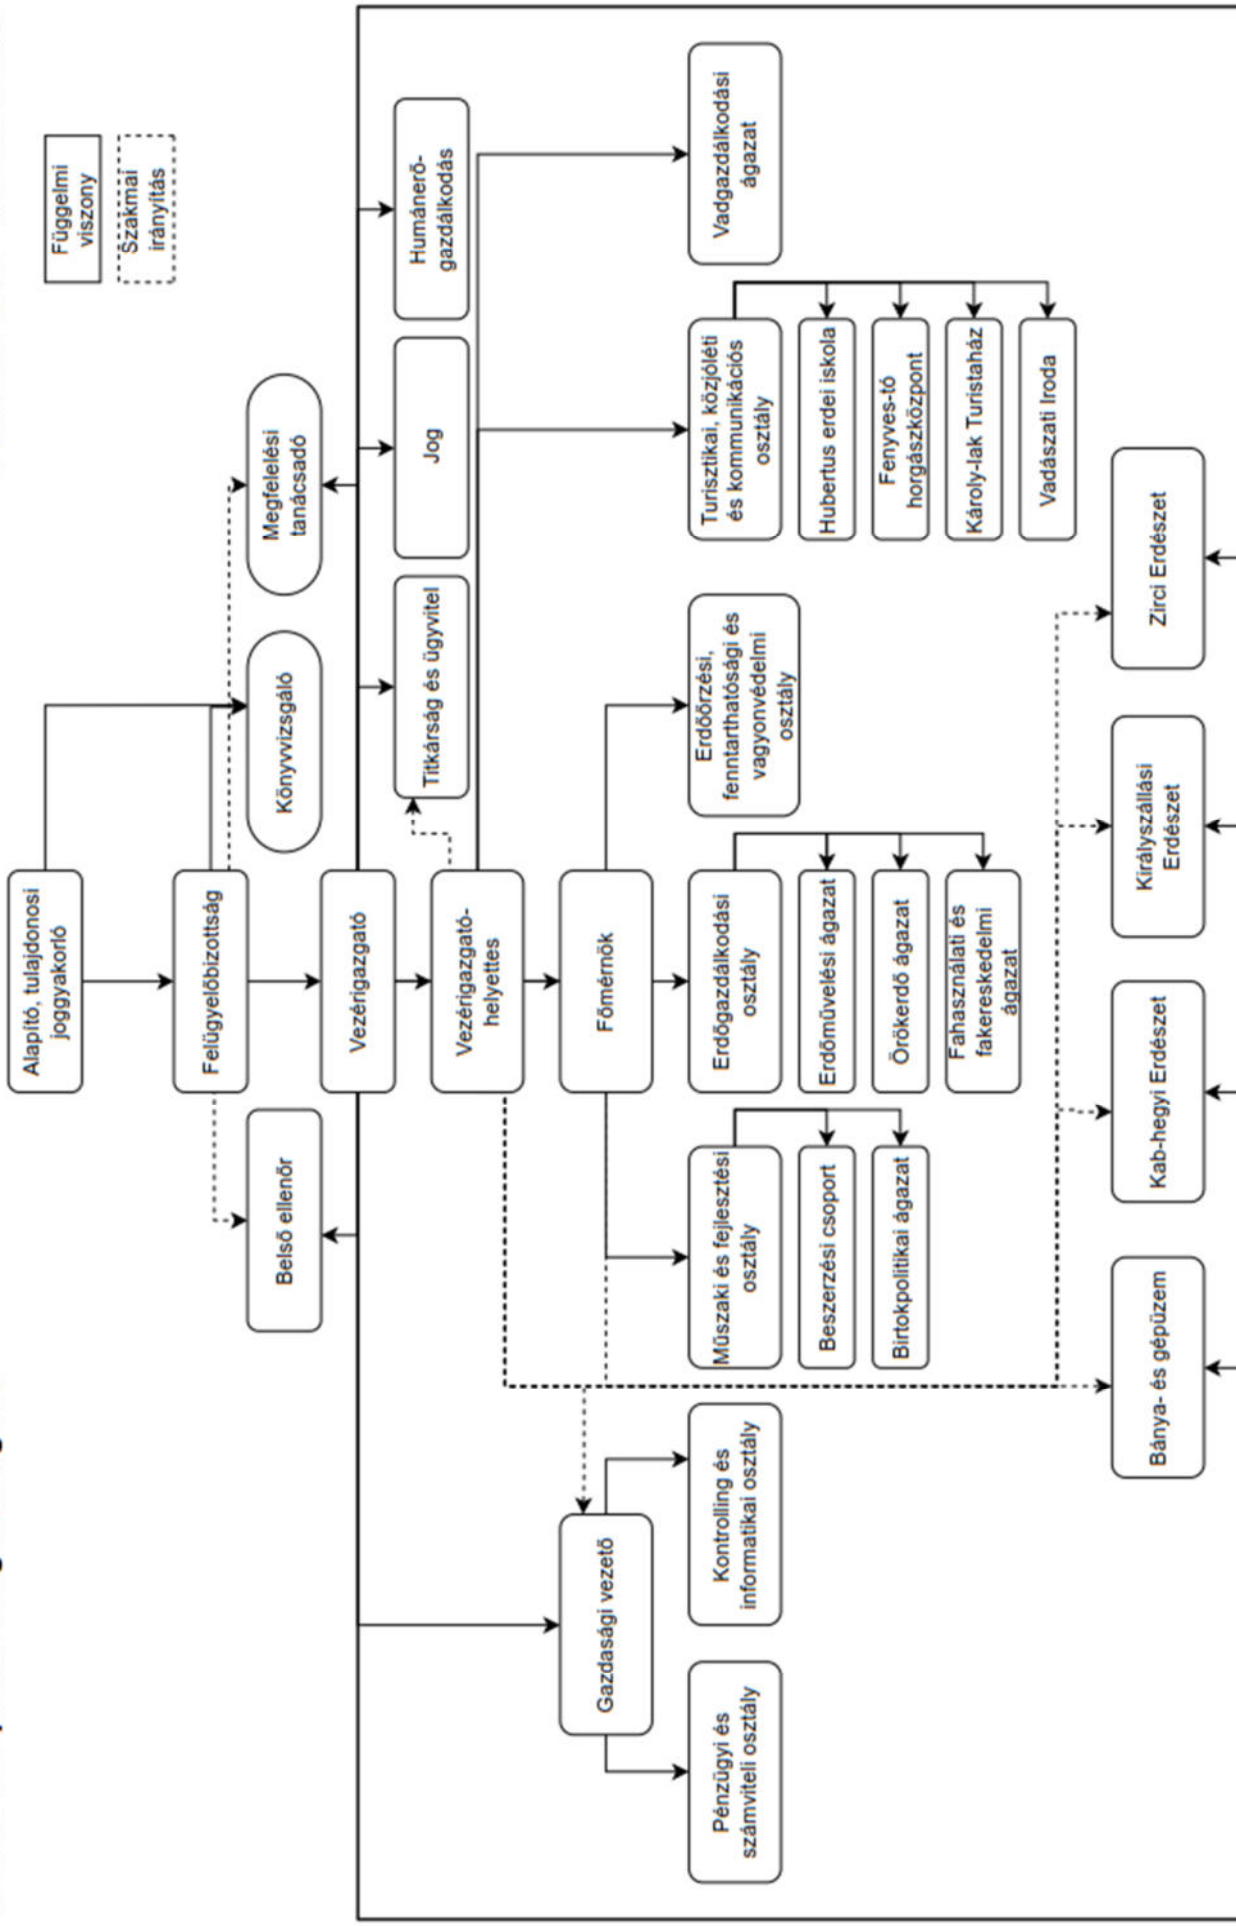 Függelmi
viszony
Szakmai
irányítás
Alapító, tulajdonosi
joggyakorló
Felügyelőbizottság
Belső ellenőr
Könyvvizsgáló
Megfelelési
tanácsadó
Vezérigazgató
Titkárság és ügyvitel
Jog
Humánerő-
gazdálkodás
Vezérigazgató-
helyettes
Gazdasági vezető
Főmérnök
Pénzügyi és
számviteli osztály
Kontrolling és
informatikai osztály
Műszaki és fejlesztési
osztály
Beszerzési csoport
Birtokpolitikai ágazat
Erdőgazdálkodási
osztály
Erdőművelési ágazat
Örökerdő ágazat
Fahasználati és
fakereskedelmi
ágazat
Erdőőrzési,
fenntarthatósági és
vagyonvédelmi
osztály
Turisztikai, közjóléti
és kommunikációs
osztály
Hubertus erdei iskola
Fenyves-tó
horgászközpont
Károly-lak Turistaház
Vadászati Iroda
Vadgazdálkodási
ágazat
Bánya- és gépüzem
Kab-hegyi Erdészet
Királyszállási
Erdészet
Zirci Erdészet